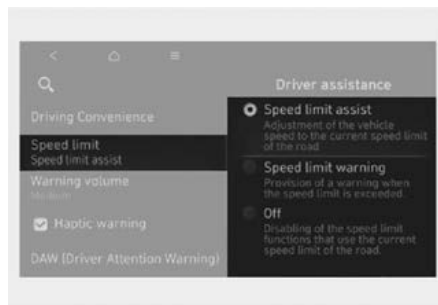 Driver assistance
Driving Convenience
Speed limit
Speed limit assist
Warning volume
Haptic warning
DAW (Driver Attention Warning)
Speed limit assist
Adjustment of the vehicle
speed to the current speed limit
of the road
Speed limit warning
Provision of a warning when
the speed limit is exceeded.
Off
Disabling of the speed limit
functions that use the current
speed limit of the road.